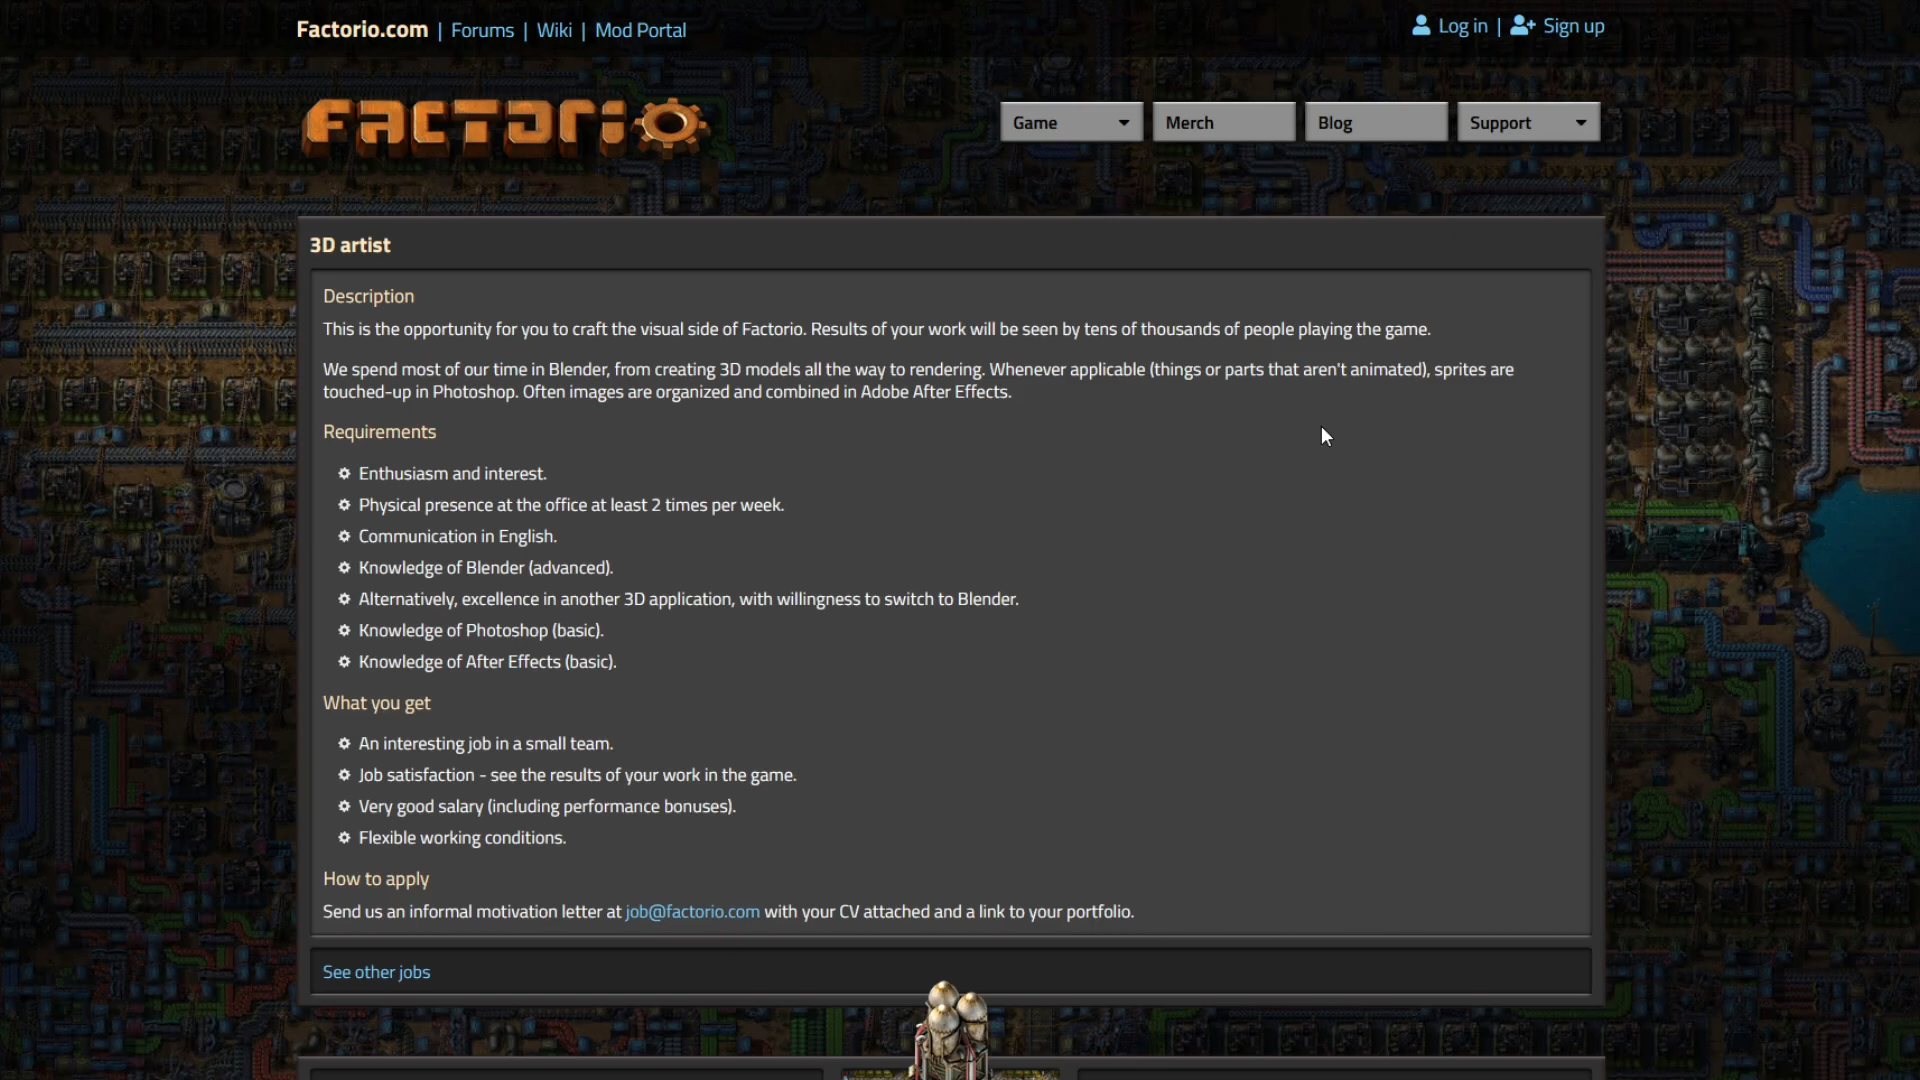 Factorio.com | Forums | Wiki | Mod Portal
Log in | Sign up
FACTORIO
Game
Merch
Blog
Support
3D artist
Description
This is the opportunity for you to craft the visual side of Factorio. Results of your work will be seen by tens of thousands of people playing the game.
We spend most of our time in Blender, from creating 3D models all the way to rendering. Whenever applicable (things or parts that aren't animated), sprites are
touched-up in Photoshop. Often images are organized and combined in Adobe After Effects.
Requirements
Enthusiasm and interest.
Physical presence at the office at least 2 times per week.
Communication in English.
Knowledge of Blender (advanced).
Alternatively, excellence in another 3D application, with willingness to switch to Blender.
Knowledge of Photoshop (basic).
Knowledge of After Effects (basic).
What you get
An interesting job in a small team.
Job satisfaction - see the results of your work in the game.
Very good salary (including performance bonuses).
Flexible working conditions.
How to apply
Send us an informal motivation letter at job@factorio.com with your CV attached and a link to your portfolio.
See other jobs